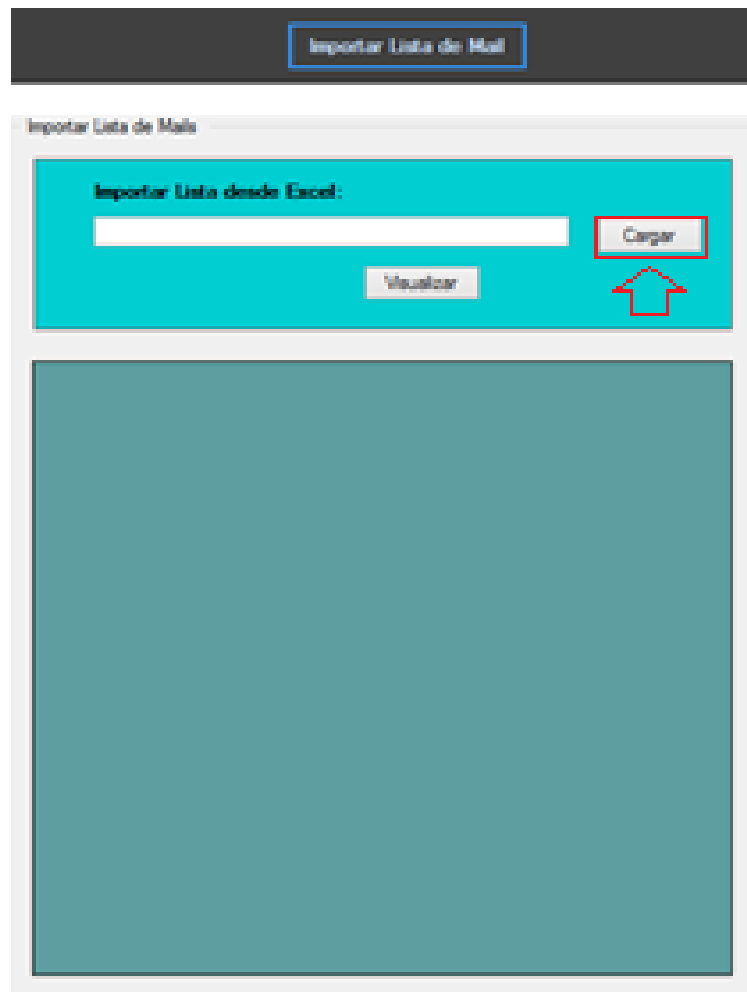 Importar Lista de Mail
Importar Lista de Mails
Importar Lista desde Excel:
Cargar
Visualizar